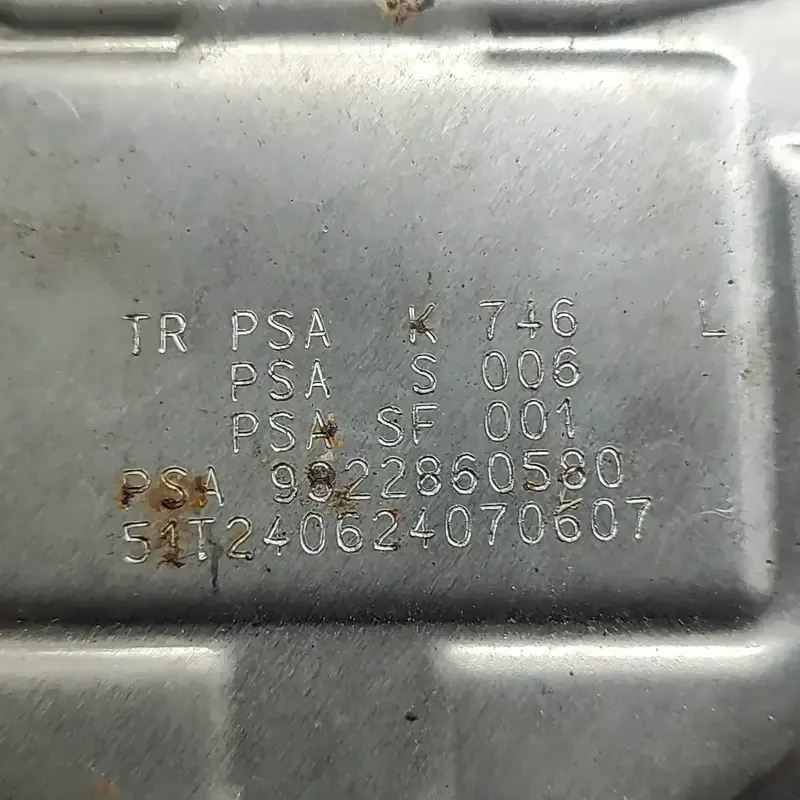 TR PSA K 746 L
PSA S 006
PSA SF 001
PSA 9822860580
51T240624070607